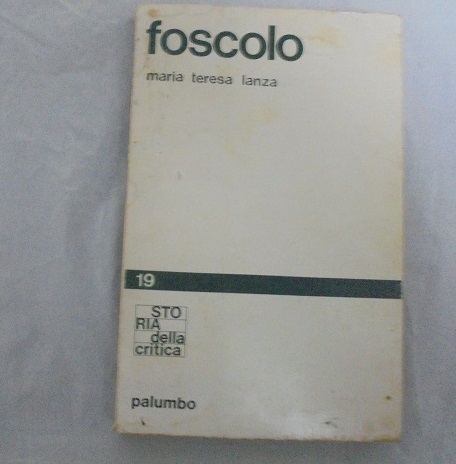 foscolo
maria teresa lanza
19
STO
RIA
della
critica
palumbo